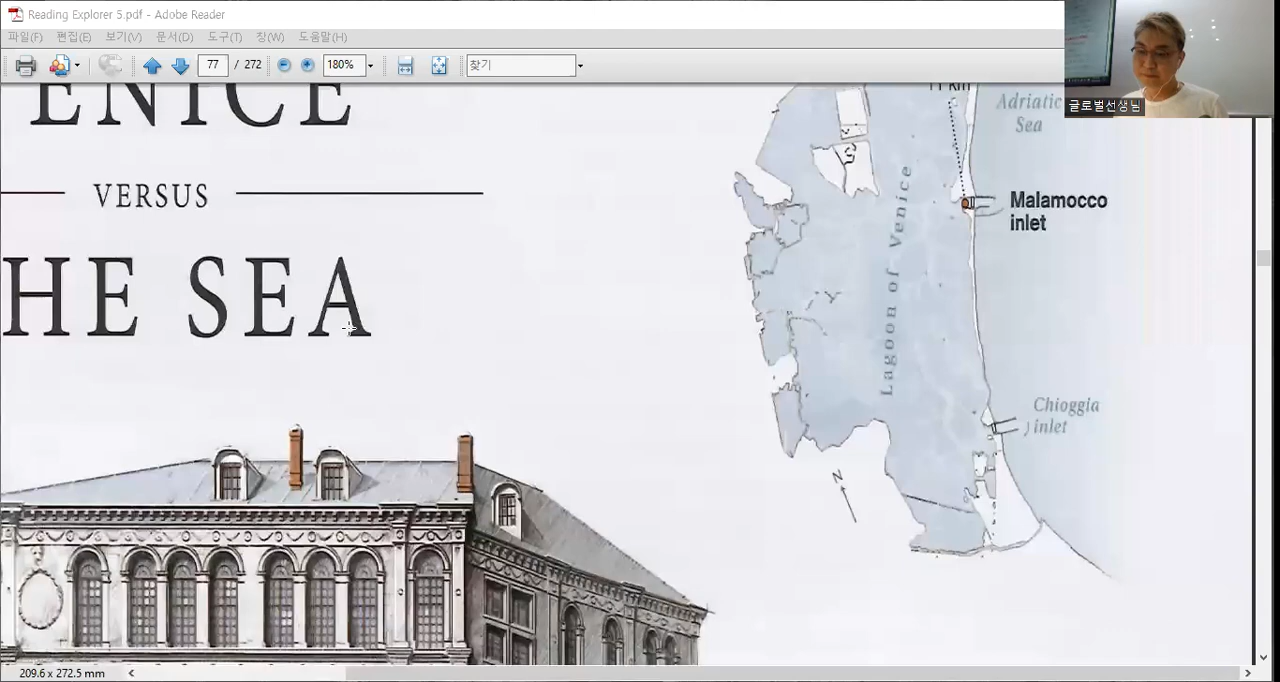 Reading Explorer 5.pdf - Adobe Reader
파일(F) 편집(E) 보기(V) 문서(D) 도구(T) 창(W) 도움말(H)
77 / 272 180% 찾기
글로벌선생님
ENICE
VERSUS
HE SEA
11 km
Adriatic
Sea
Malamocco
inlet
Lagoon of Venice
Chioggia
inlet
N
209.6 x 272.5 mm